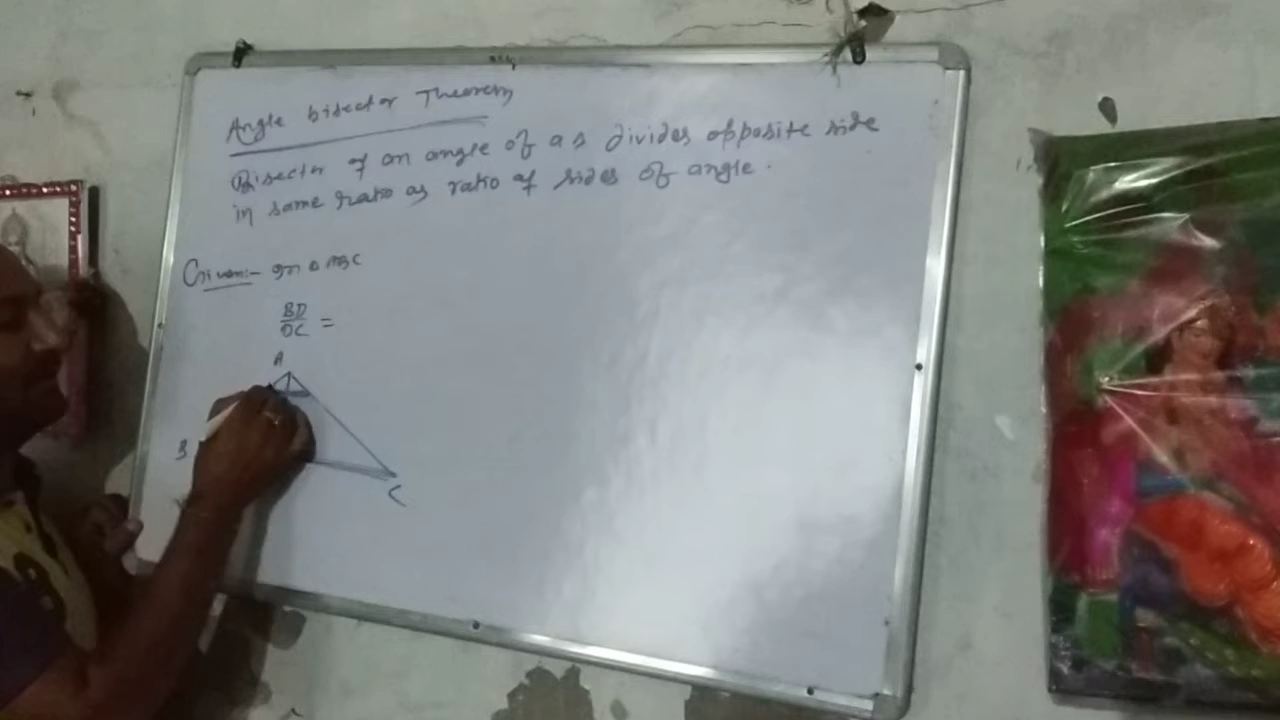 Angle bisector Theorem
Bisector of an angle of a Δ divides opposite side
in same ratio as ratio of sides of angle.
Given:- In Δ ABC
BD
DC =
A
B
C